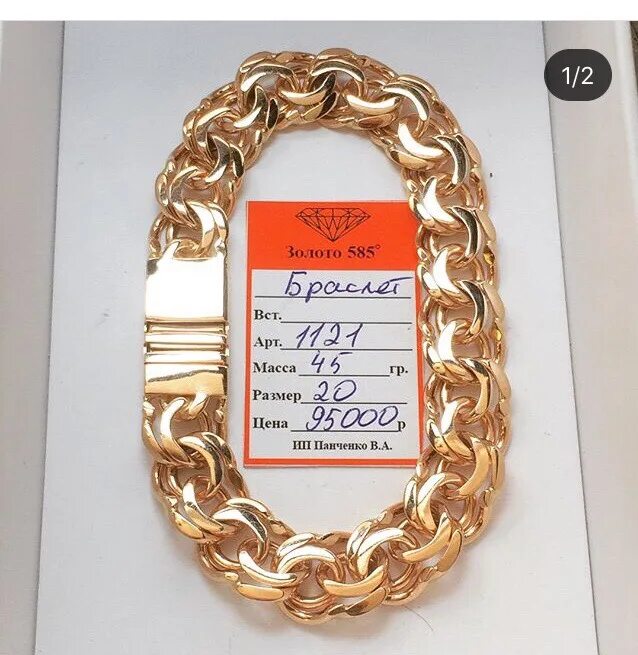 1/2
Золото 585°
Браслет
Вст.
Арт. 1121
Масса 45 гр.
Размер 20
Цена 95000 р
ИП Панченко В.А.